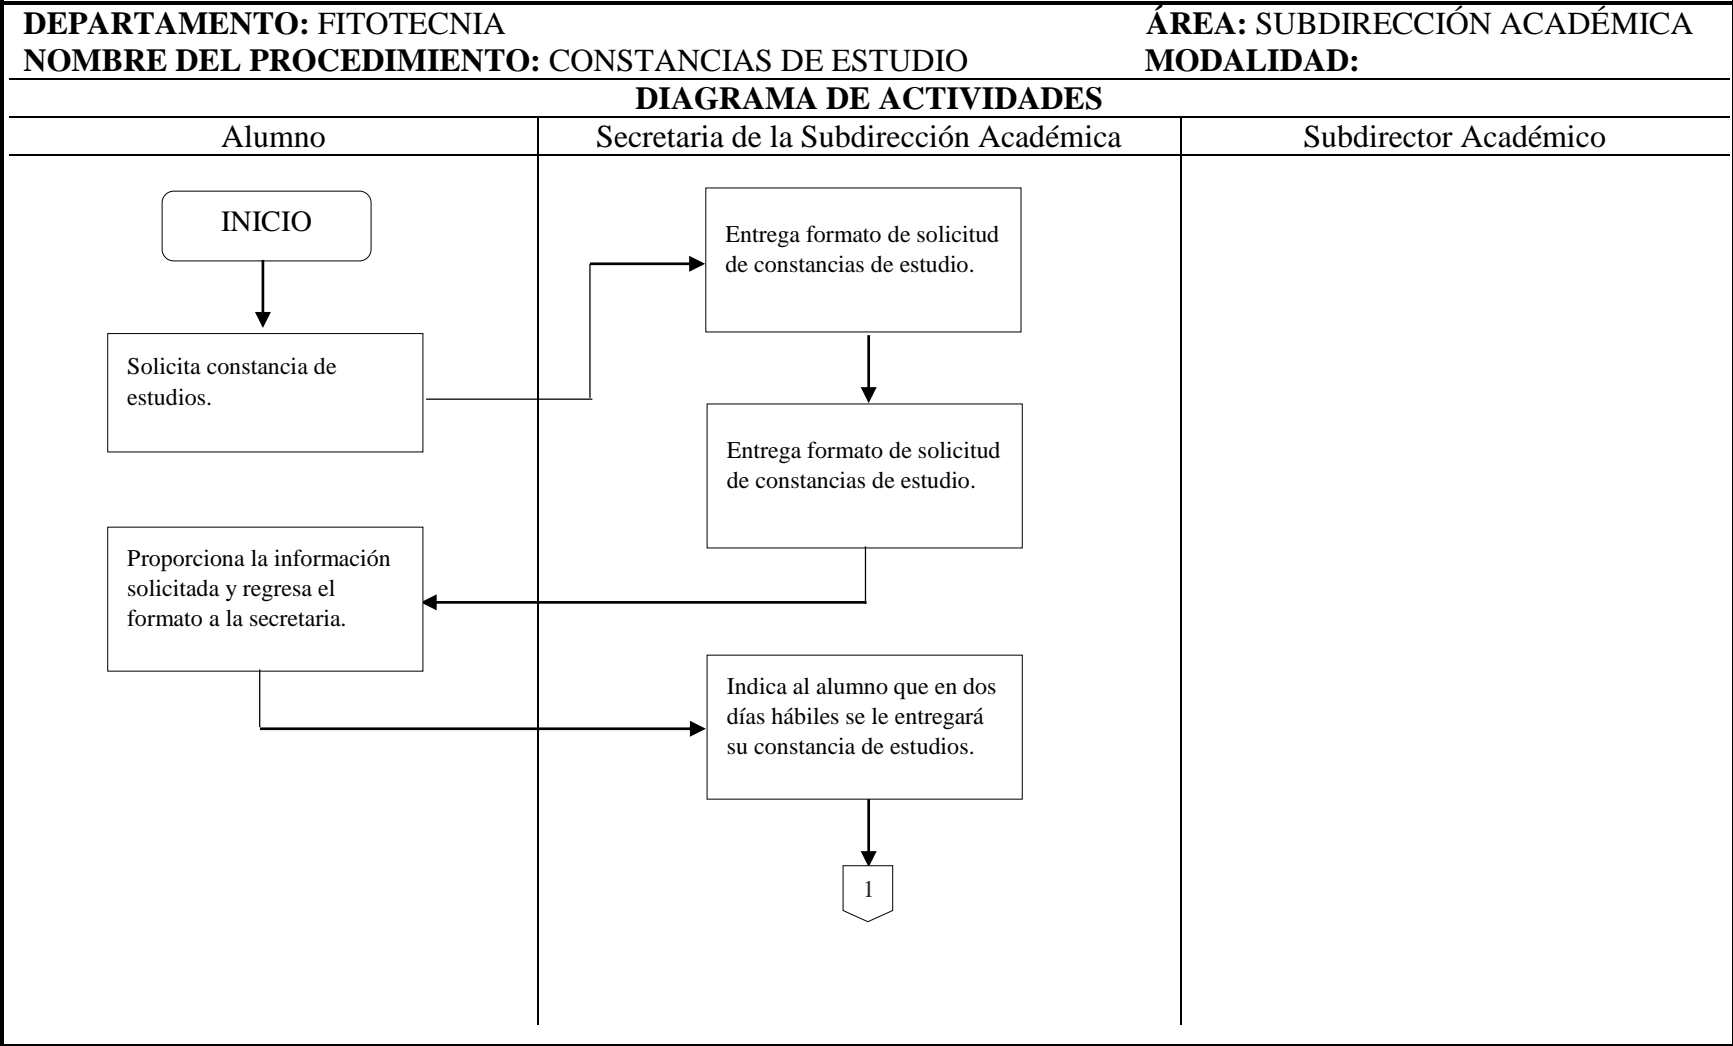 DEPARTAMENTO: FITOTECNIA ÁREA: SUBDIRECCIÓN ACADÉMICA
NOMBRE DEL PROCEDIMIENTO: CONSTANCIAS DE ESTUDIO MODALIDAD:
DIAGRAMA DE ACTIVIDADES
Alumno Secretaria de la Subdirección Académica Subdirector Académico
INICIO
Solicita constancia de
estudios.
Entrega formato de solicitud
de constancias de estudio.
Entrega formato de solicitud
de constancias de estudio.
Proporciona la información
solicitada y regresa el
formato a la secretaria.
Indica al alumno que en dos
días hábiles se le entregará
su constancia de estudios.
1